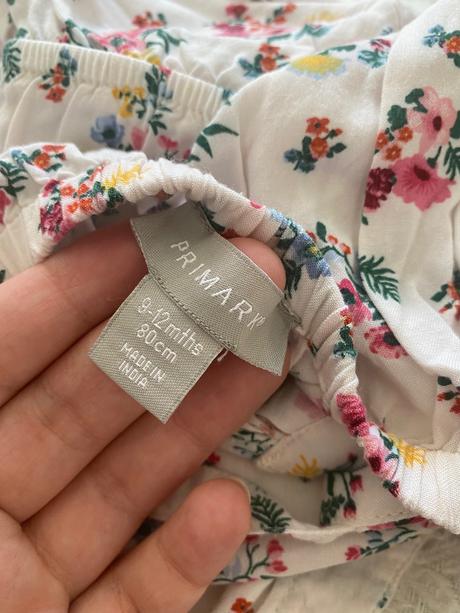 PRIMARK®
9-12mths
80cm
MADE IN
INDIA